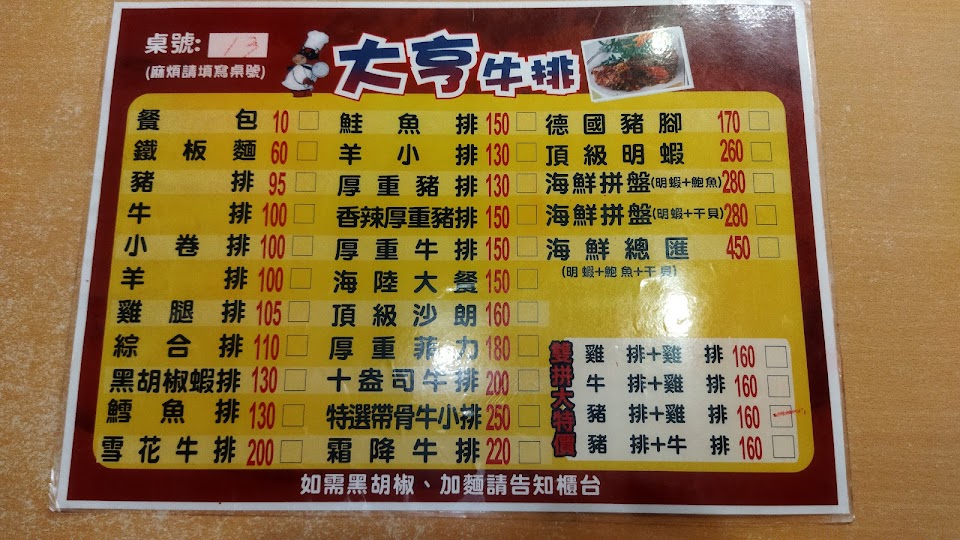 桌號: 13
(麻煩請填寫桌號)
大亨牛排
餐包 10
鐵板麵 60
豬排 95
牛排 100
小卷排 100
羊排 100
雞腿排 105
綜合排 110
黑胡椒蝦排 130
鱈魚排 130
雪花牛排 200
鮭魚排 150
羊小排 130
厚重豬排 130
香辣厚重豬排 150
厚重牛排 150
海陸大餐 150
頂級沙朗 160
厚重菲力 180
十盎司牛排 200
特選帶骨牛小排 250
霜降牛排 220
德國豬腳 170
頂級明蝦 260
海鮮拼盤(明蝦+鮑魚) 280
海鮮拼盤(明蝦+干貝) 280
海鮮總匯 450
(明蝦+鮑魚+干貝)
雙拼大特價
雞排+雞排 160
牛排+雞排 160
豬排+雞排 160
豬排+牛排 160
如需黑胡椒、加麵請告知櫃台